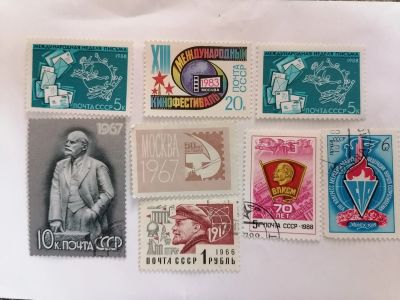 МЕЖДУНАРОДНАЯ НЕДЕЛЯ ПИСЬМА
1988
ПОЧТА СССР 5к
XIII МЕЖДУНАРОДНЫЙ
КИНОФЕСТИВАЛЬ
1983
МОСКВА
ПОЧТА СССР
20к
МЕЖДУНАРОДНАЯ НЕДЕЛЯ ПИСЬМА
1988
ПОЧТА СССР 5к
1967
10к. ПОЧТА СССР
МОСКВА
1967
50
1917
1966
ПОЧТА СССР 1 РУБЛЬ
ВЛКСМ
70 ЛЕТ
5к ПОЧТА СССР • 1988